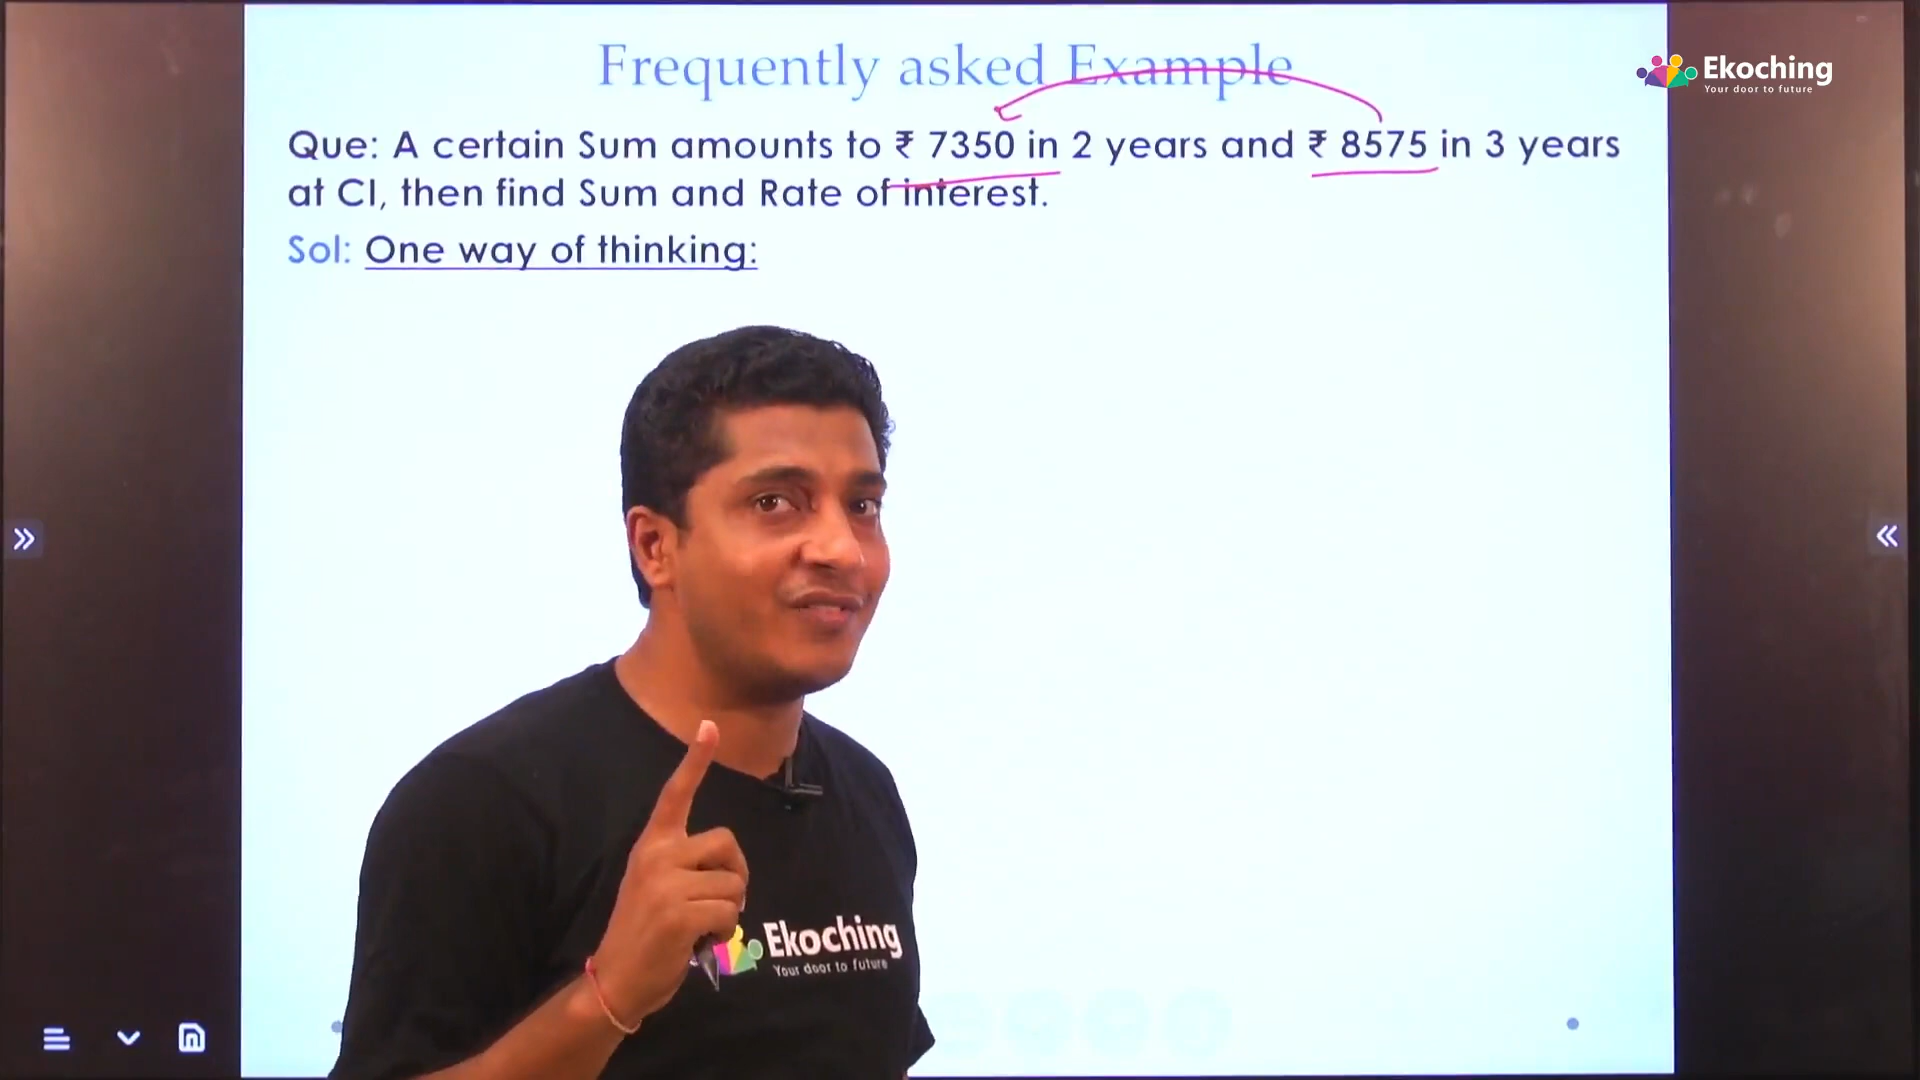 Frequently asked Example
Ekoching
Your door to future
Que: A certain Sum amounts to ₹ 7350 in 2 years and ₹ 8575 in 3 years
at CI, then find Sum and Rate of interest.
Sol: One way of thinking:
Ekoching
Your door to future